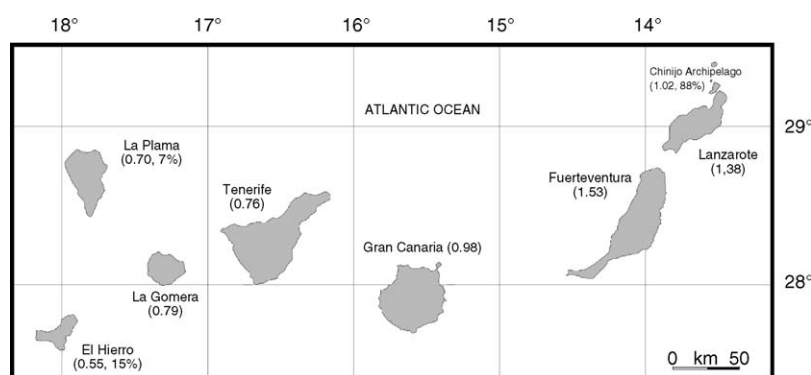 18°
17°
16°
15°
14°
Chinijo Archipelago
(1.02, 88%)
ATLANTIC OCEAN
29°
La Plama
(0.70, 7%)
Lanzarote
(1,38)
Fuerteventura
(1.53)
Tenerife
(0.76)
Gran Canaria (0.98)
28°
La Gomera
(0.79)
El Hierro
(0.55, 15%)
0 km 50